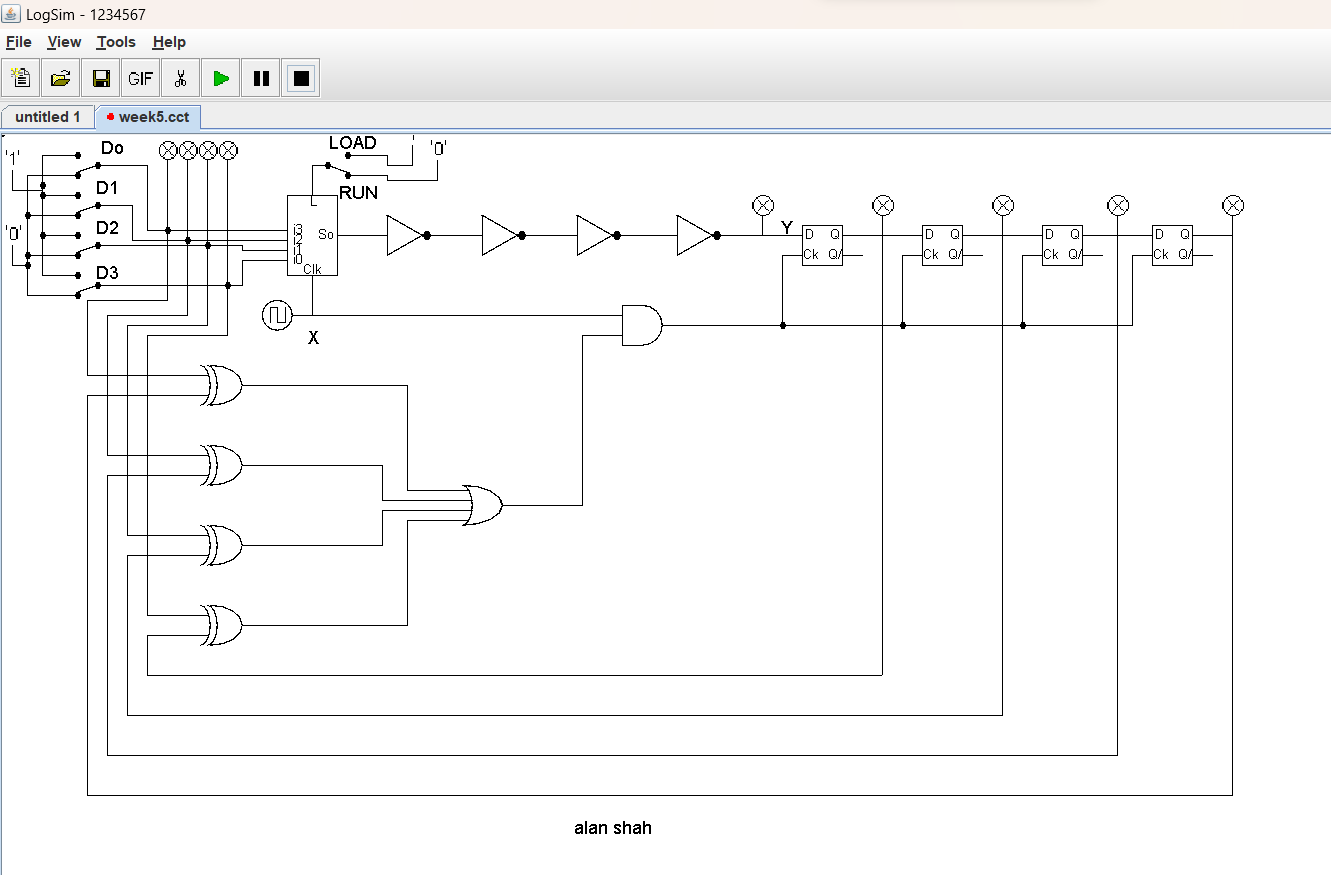 LogSim - 1234567
File View Tools Help
GIF
untitled 1
week5.cct
Do
LOAD
'1'
'0'
D1
RUN
L
D2
'0'
I3
I2
I1
I0
So
Clk
Y
D Q
Ck Q/
D Q
Ck Q/
D Q
Ck Q/
D Q
Ck Q/
D3
X
alan shah